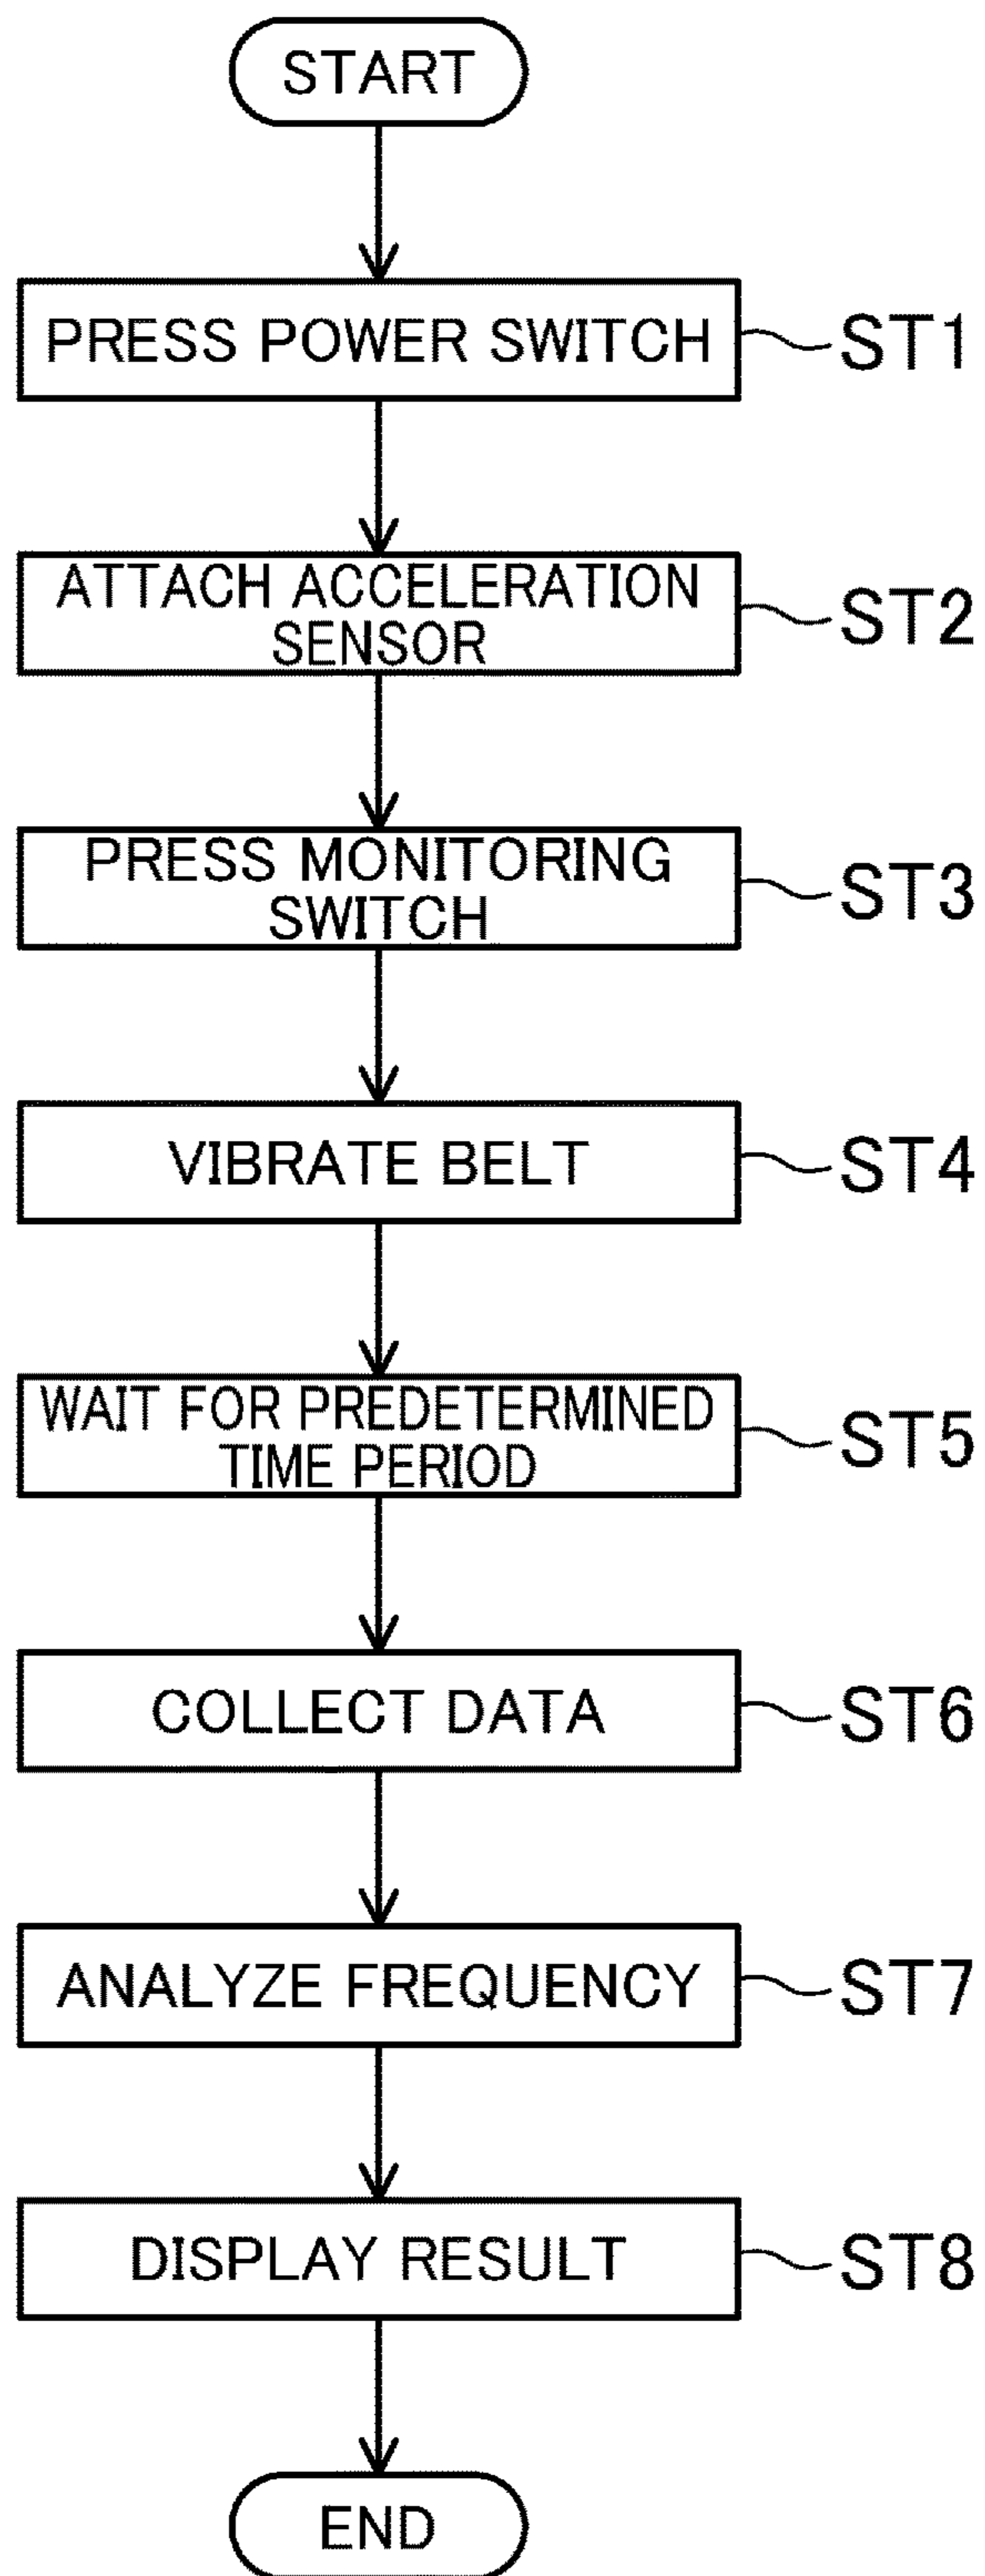 START
PRESS POWER SWITCH
ST1
ATTACH ACCELERATION
SENSOR
ST2
PRESS MONITORING
SWITCH
ST3
VIBRATE BELT
ST4
WAIT FOR PREDETERMINED
TIME PERIOD
ST5
COLLECT DATA
ST6
ANALYZE FREQUENCY
ST7
DISPLAY RESULT
ST8
END